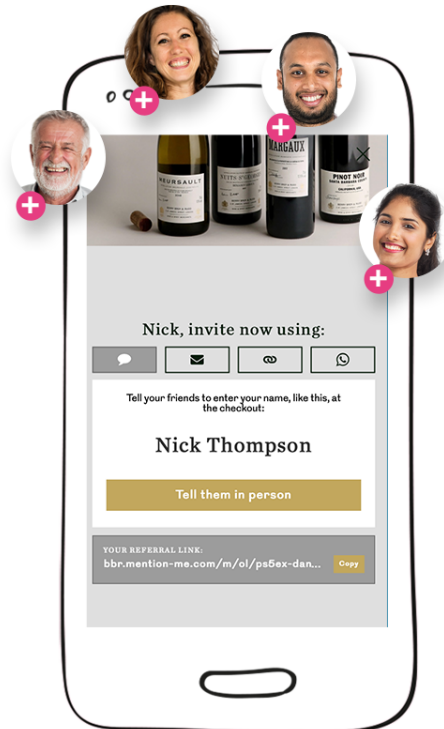 MEURSAULT
MARGAUX
PINOT NOIR
Nick, invite now using:
Tell your friends to enter your name, like this, at
the checkout:
Nick Thompson
Tell them in person
YOUR REFERRAL LINK:
bbr.mention-me.com/m/ol/ps5ex-dan...
Copy